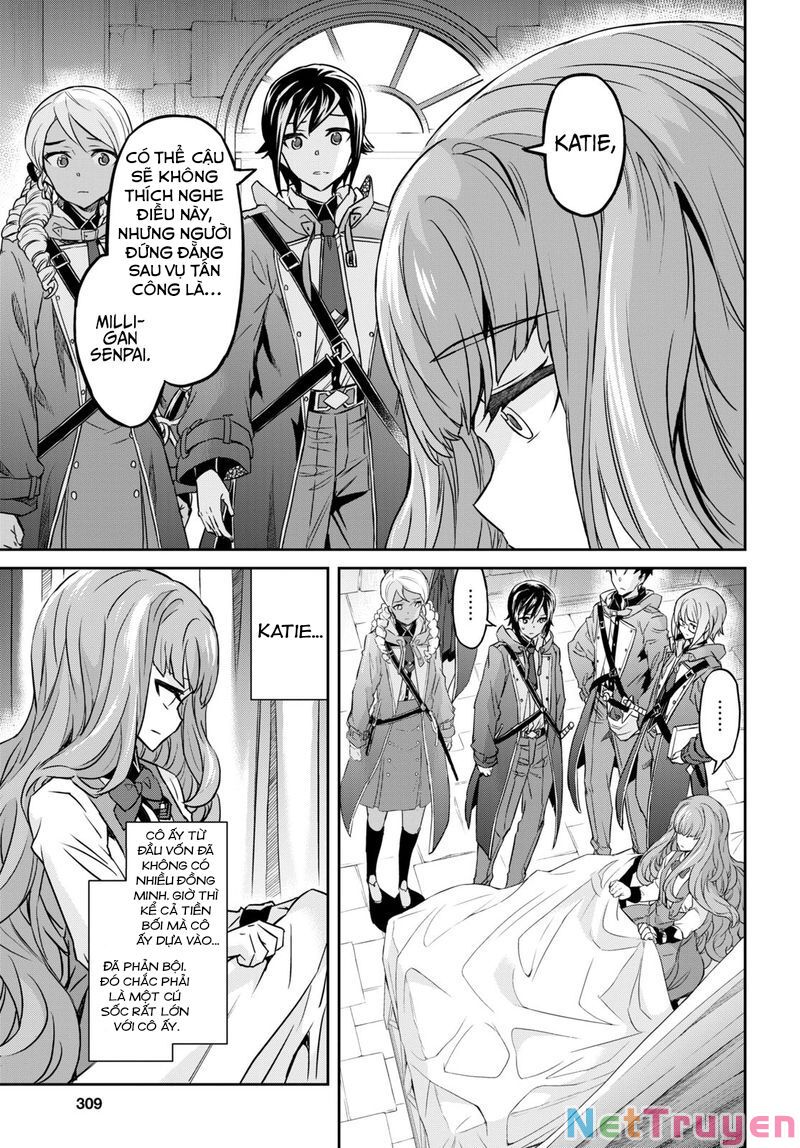 KATIE,
CÓ THỂ CẬU
SẼ KHÔNG
THÍCH NGHE
ĐIỀU NÀY,
NHƯNG NGƯỜI
ĐỨNG ĐẰNG
SAU VỤ TẤN
CÔNG LÀ...
MILLI-
GAN
SENPAI.
......
......
KATIE...
CÔ ẤY TỪ
ĐẦU VỐN ĐÃ
KHÔNG CÓ
NHIỀU ĐỒNG
MINH. GIỜ THÌ
KỂ CẢ TIỀN
BỐI MÀ CÔ
ẤY DỰA VÀO...
ĐÃ PHẢN BỘI.
ĐÓ CHẮC PHẢI
LÀ MỘT CÚ
SỐC RẤT LỚN
VỚI CÔ ẤY.
309
NetTruyen